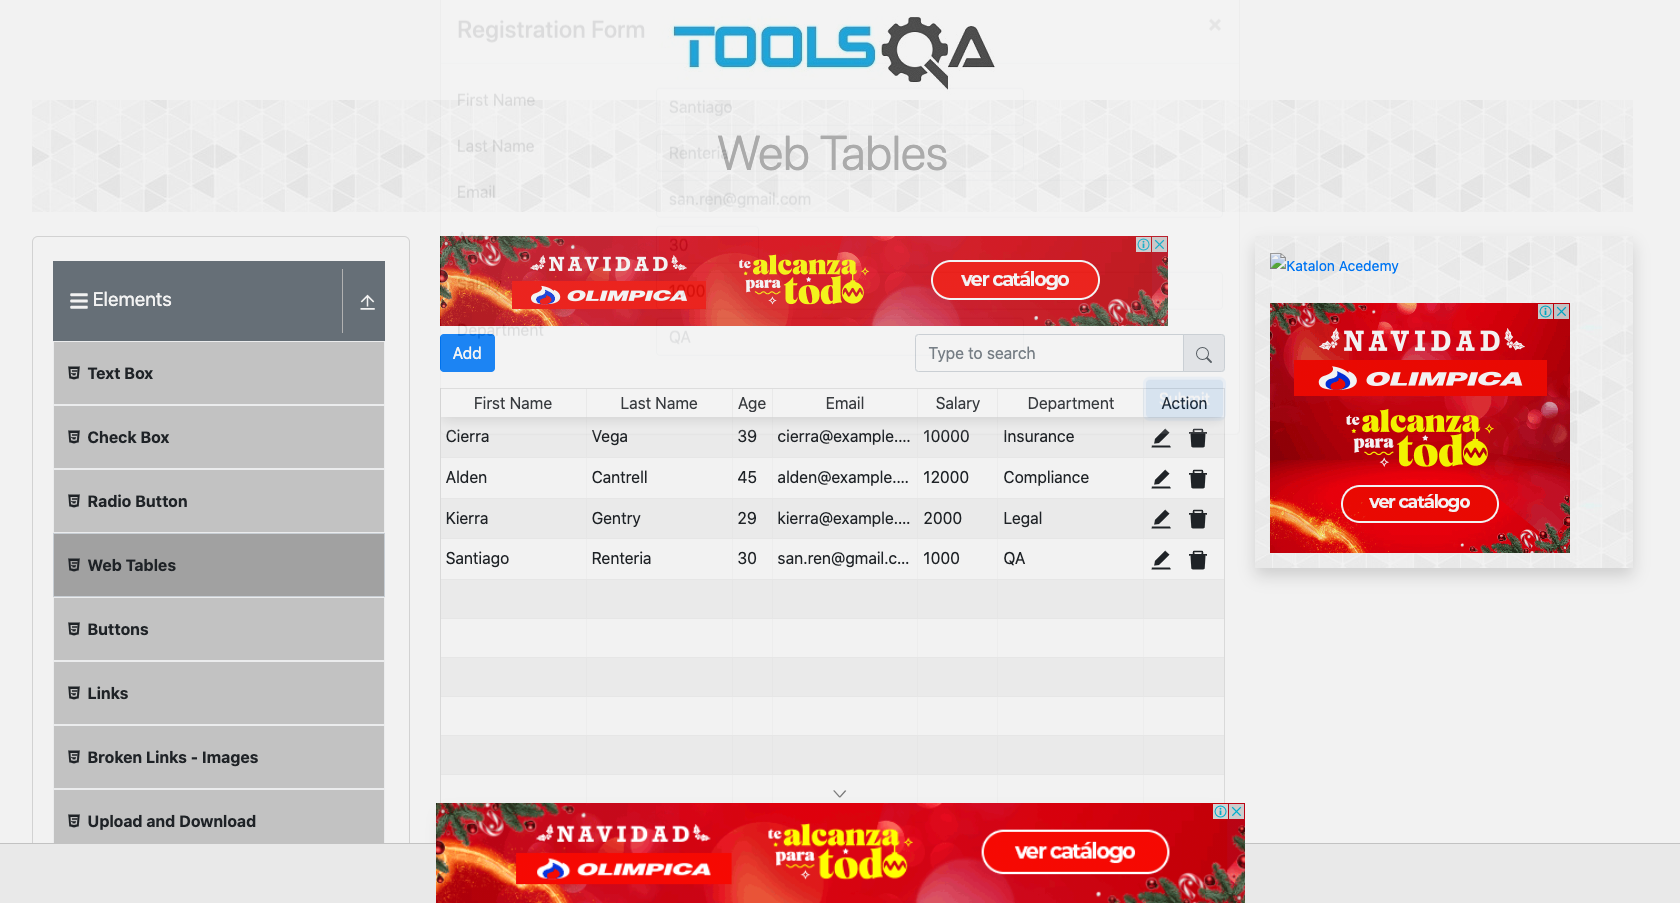 Registration Form
×
TOOLSQA
First Name
Santiago
Last Name
Renteria
Web Tables
Email
san.ren@gmail.com
30
NAVIDAD
OLIMPICA
te alcanza
para todo
ver catálogo
1000
Department
QA
Elements
Text Box
Check Box
Radio Button
Web Tables
Buttons
Links
Broken Links - Images
Upload and Download
Add
Type to search
First Name Last Name Age Email Salary Department Action
Cierra Vega 39 cierra@example.... 10000 Insurance
Alden Cantrell 45 alden@example.... 12000 Compliance
Kierra Gentry 29 kierra@example.... 2000 Legal
Santiago Renteria 30 san.ren@gmail.c... 1000 QA
Katalon Acedemy
NAVIDAD
OLIMPICA
te alcanza
para todo
ver catálogo
NAVIDAD
OLIMPICA
te alcanza
para todo
ver catálogo